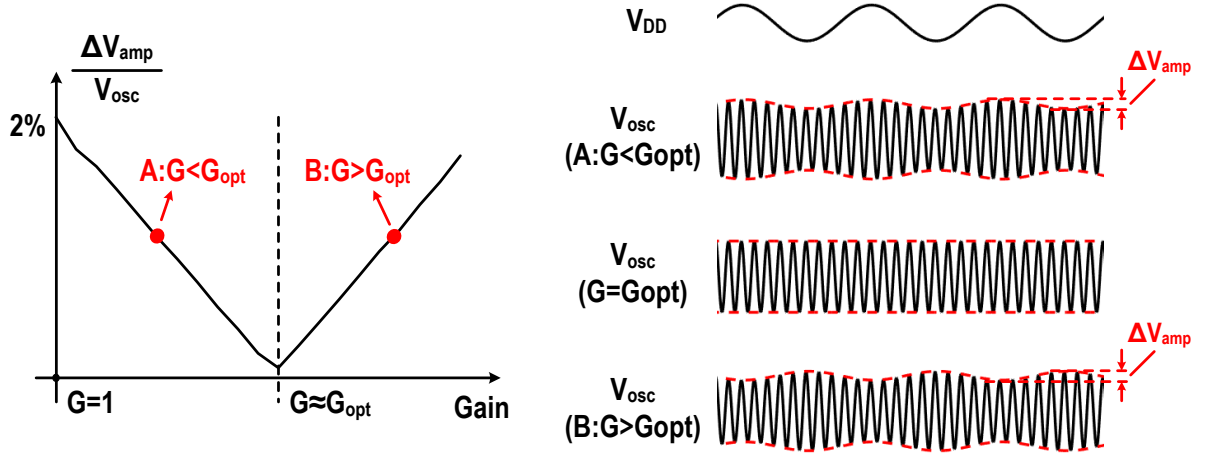 ΔVamp
Vosc
2%
A:G<Gopt
B:G>Gopt
G=1
G≈Gopt
Gain
VDD
ΔVamp
Vosc
(A:G<Gopt)
Vosc
(G=Gopt)
ΔVamp
Vosc
(B:G>Gopt)